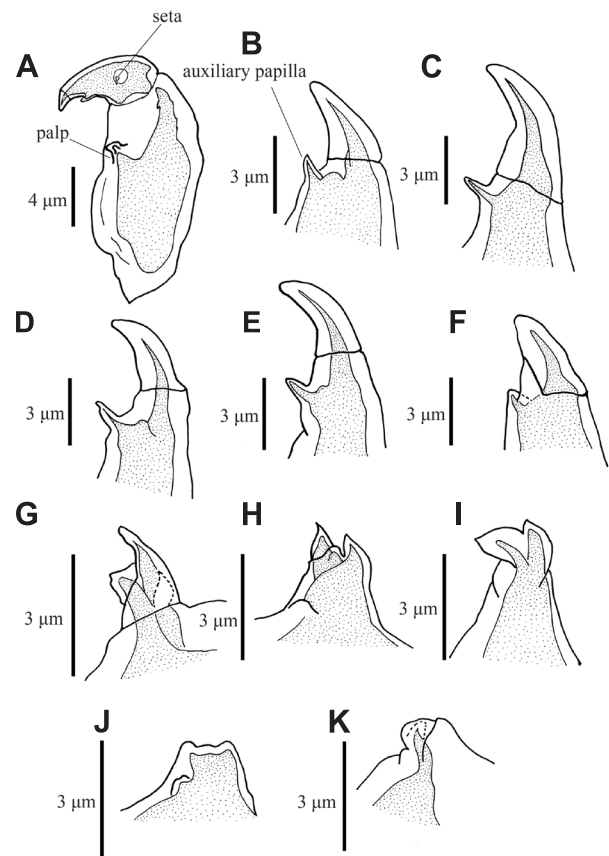 seta
A
B
auxiliary papilla
C
palp
4 μm
3 μm
3 μm
D
E
F
3 μm
3 μm
3 μm
G
H
I
3 μm
3 μm
3 μm
J
K
3 μm
3 μm